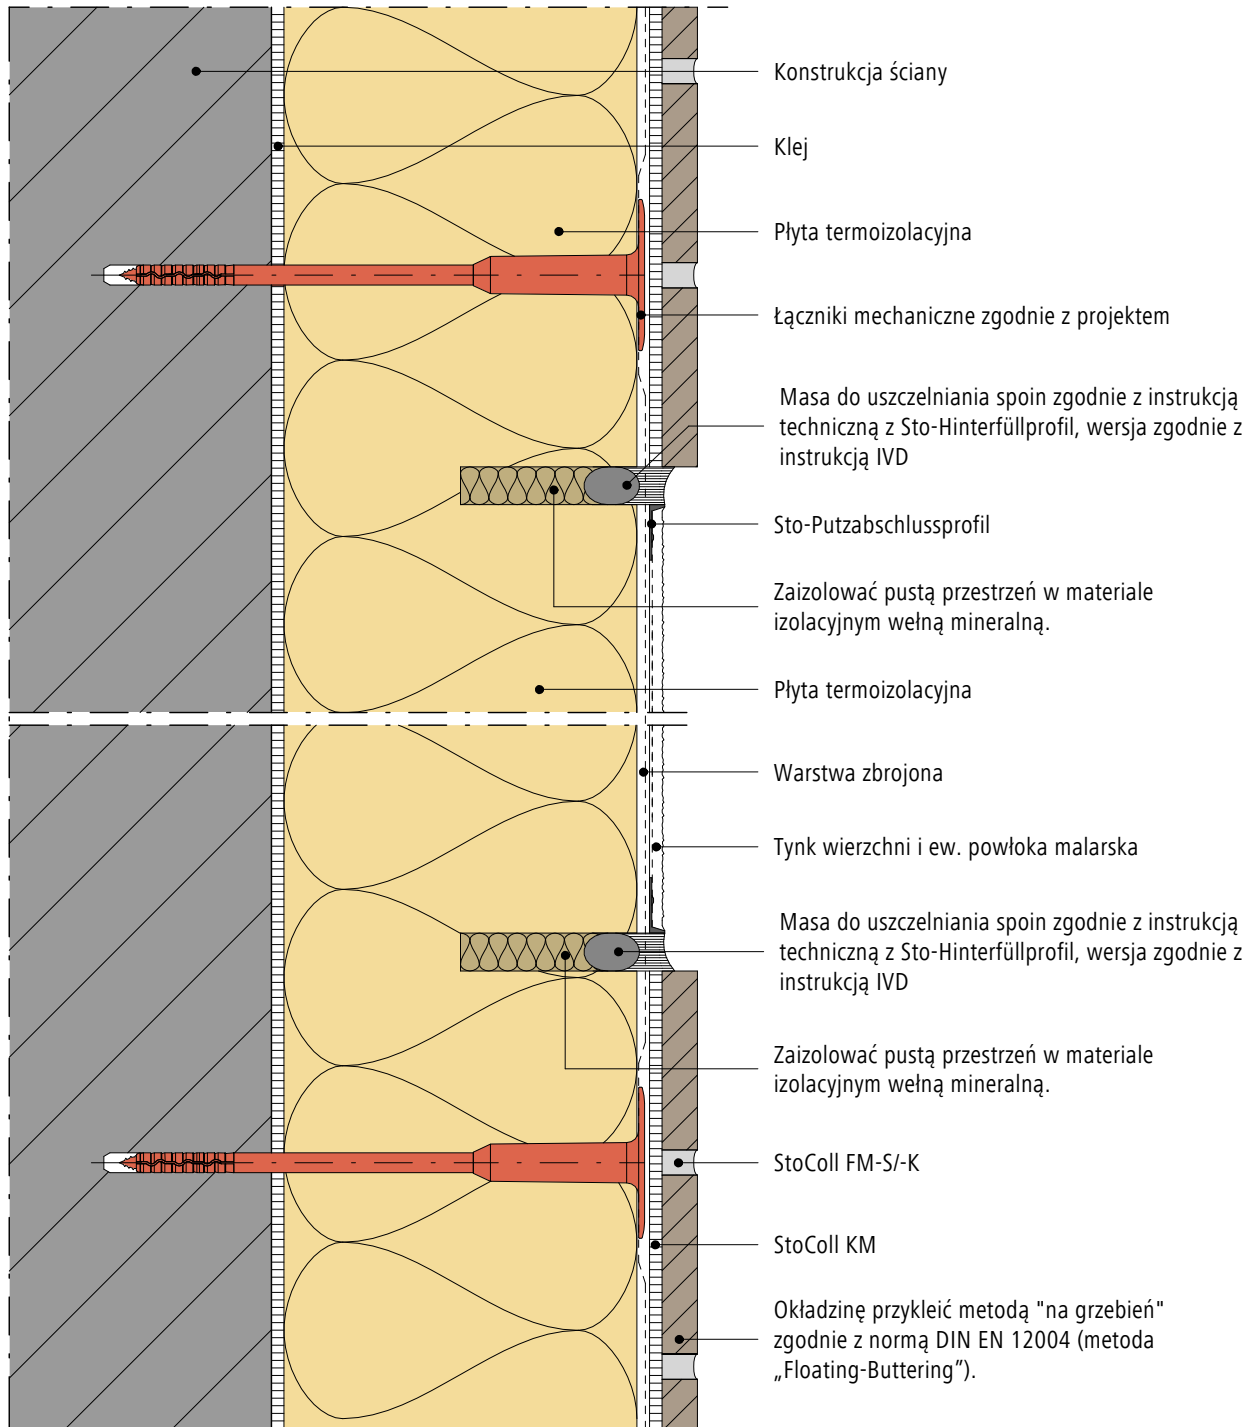 Konstrukcja ściany
Klej
Płyta termoizolacyjna
Łączniki mechaniczne zgodnie z projektem
Masa do uszczelniania spoin zgodnie z instrukcją
techniczną z Sto-Hinterfüllprofil, wersja zgodnie z
instrukcją IVD
Sto-Putzabschlussprofil
Zaizolować pustą przestrzeń w materiale
izolacyjnym wełną mineralną.
Płyta termoizolacyjna
Warstwa zbrojona
Tynk wierzchni i ew. powłoka malarska
Masa do uszczelniania spoin zgodnie z instrukcją
techniczną z Sto-Hinterfüllprofil, wersja zgodnie z
instrukcją IVD
Zaizolować pustą przestrzeń w materiale
izolacyjnym wełną mineralną.
StoColl FM-S/-K
StoColl KM
Okładzinę przykleić metodą "na grzebień"
zgodnie z normą DIN EN 12004 (metoda
„Floating-Buttering”).